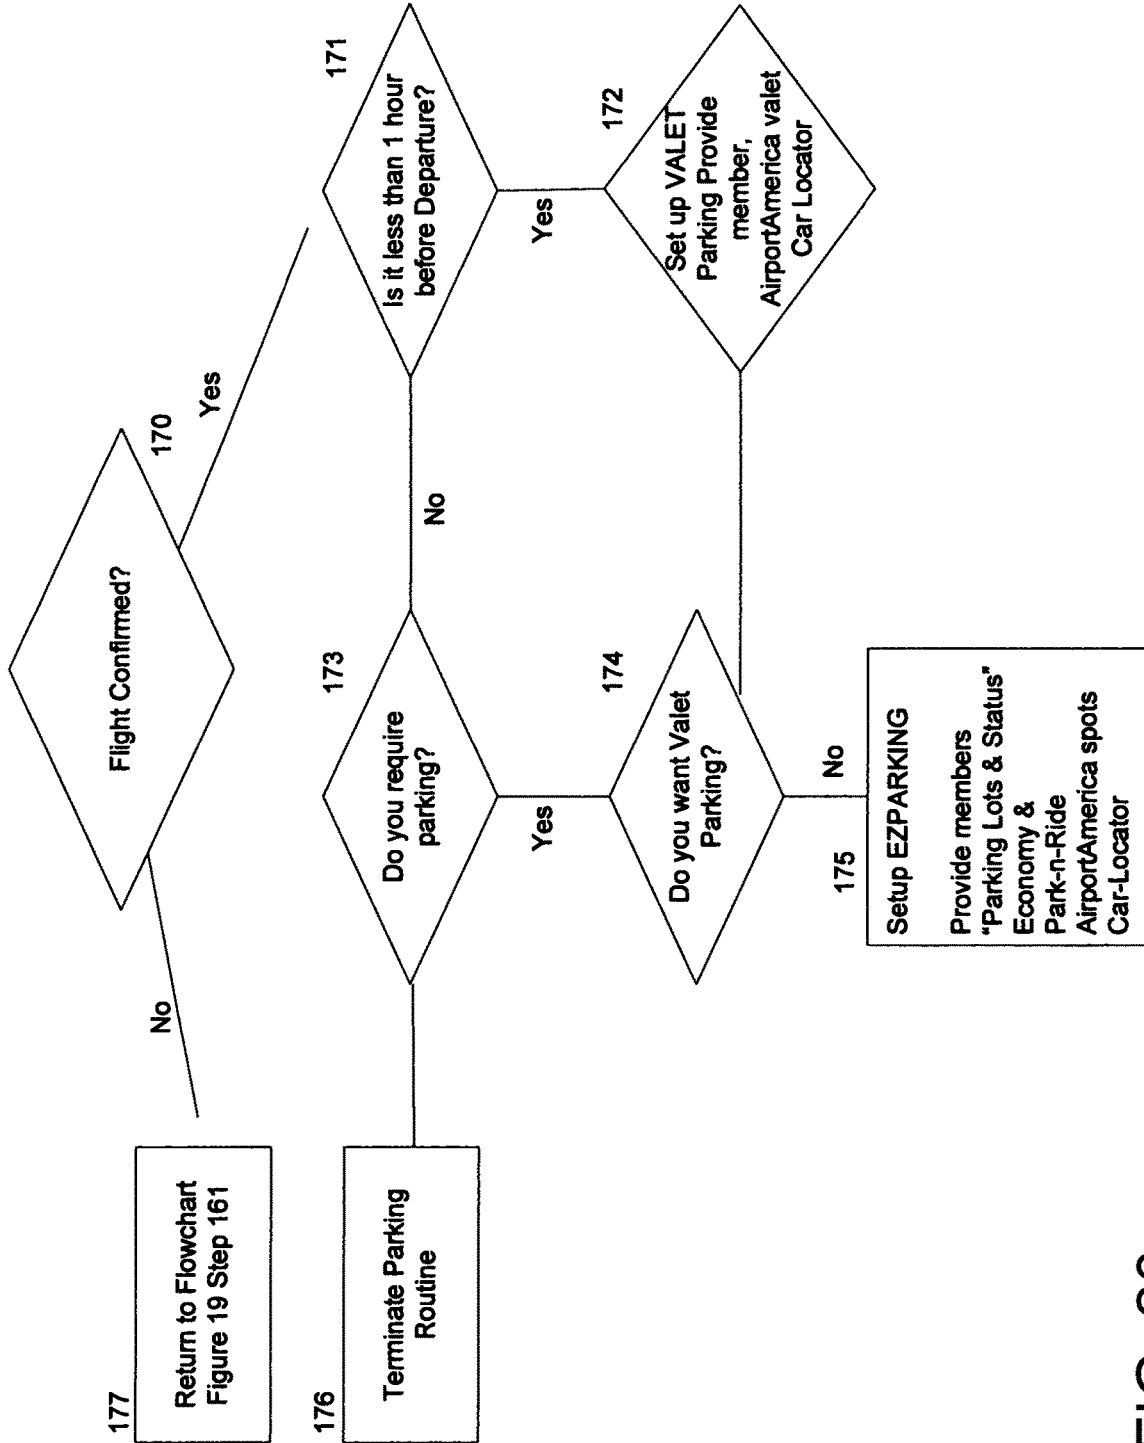 177
Return to Flowchart
Figure 19 Step 161
No
Flight Confirmed?
170
Yes
176
Terminate Parking
Routine
173
Do you require
parking?
No
171
Is it less than 1 hour
before Departure?
Yes
Yes
174
Do you want Valet
Parking?
172
Set up VALET
Parking Provide
member,
AirportAmerica valet
Car Locator
No
175
Setup EZPARKING
Provide members
"Parking Lots & Status"
Economy &
Park-n-Ride
AirportAmerica spots
Car-Locator
FIG.